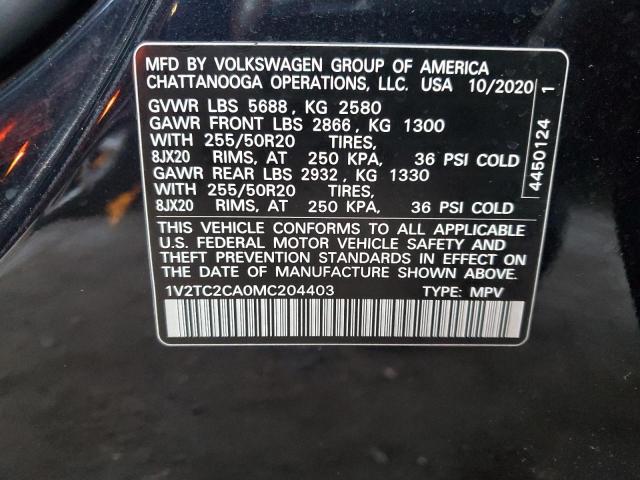 MFD BY VOLKSWAGEN GROUP OF AMERICA
CHATTANOOGA OPERATIONS, LLC. USA 10/2020
GVWR LBS 5688, KG 2580
GAWR FRONT LBS 2866, KG 1300
WITH 255/50R20 TIRES,
8JX20 RIMS, AT 250 KPA, 36 PSI COLD
GAWR REAR LBS 2932, KG 1330
WITH 255/50R20 TIRES,
8JX20 RIMS, AT 250 KPA, 36 PSI COLD
THIS VEHICLE CONFORMS TO ALL APPLICABLE
U.S. FEDERAL MOTOR VEHICLE SAFETY AND
THEFT PREVENTION STANDARDS IN EFFECT ON
THE DATE OF MANUFACTURE SHOWN ABOVE.
1V2TC2CA0MC204403 TYPE: MPV
4450124 1